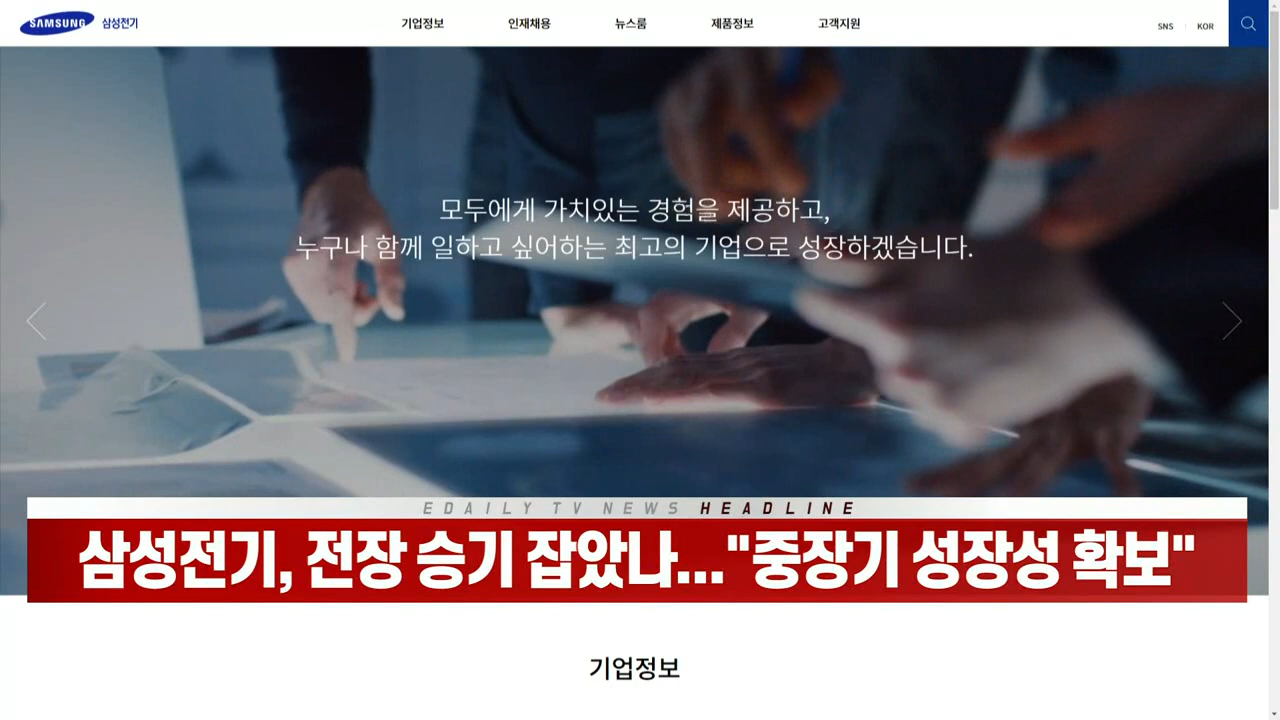 SAMSUNG 삼성전기
기업정보 인재채용 뉴스룸 제품정보 고객지원
SNS KOR
모두에게 가치있는 경험을 제공하고,
누구나 함께 일하고 싶어하는 최고의 기업으로 성장하겠습니다.
EDAILY TV NEWS HEADLINE
삼성전기, 전장 승기 잡았나..."중장기 성장성 확보"
기업정보